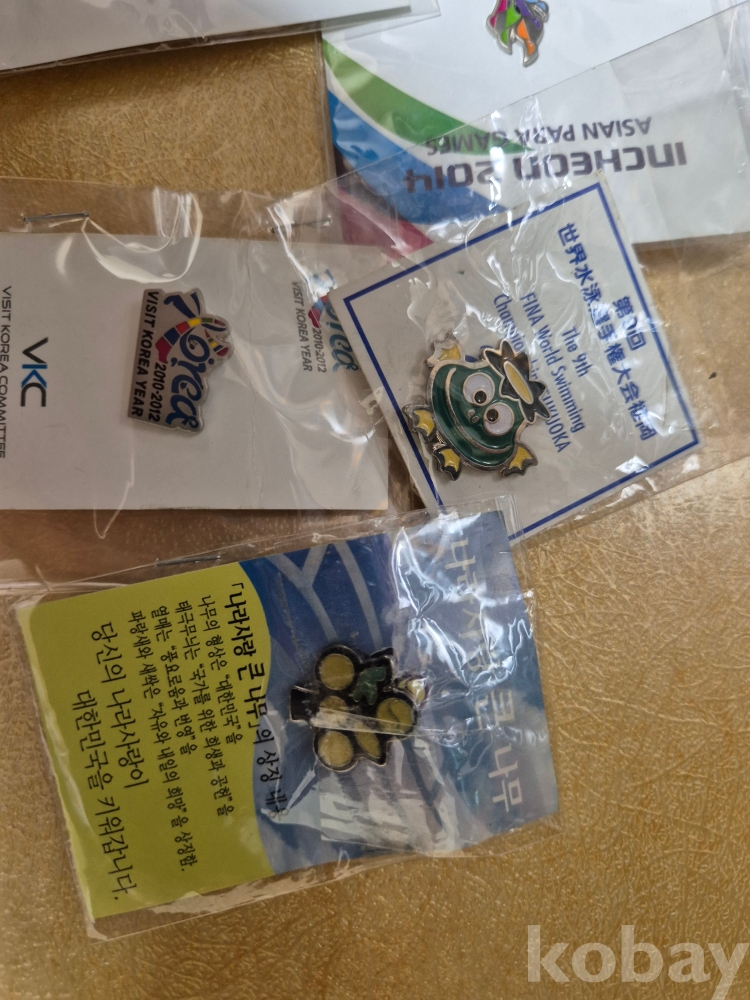 INCHEON 2014
ASIAN PARA GAMES
VISIT KOREA COMMITTEE
VKC
Korea
2010-2012
VISIT KOREA YEAR
Korea
2010-2012
VISIT KOREA YEAR
世界水泳選手権大会福岡
The 9th
FINA World Swimming
FUKUOKA
나라사랑 큰 나무
「나라사랑 큰 나무」의 상징 내용
나무의 형상은 "대한민국"을
태극무늬는 "국가를 위한 희생과 공헌"을
열매는 "풍요로움과 번영"을
파랑새와 새싹은 "자유와 내일의 희망"을 상징함.
당신의 나라사랑이
대한민국을 키워갑니다.
kobay